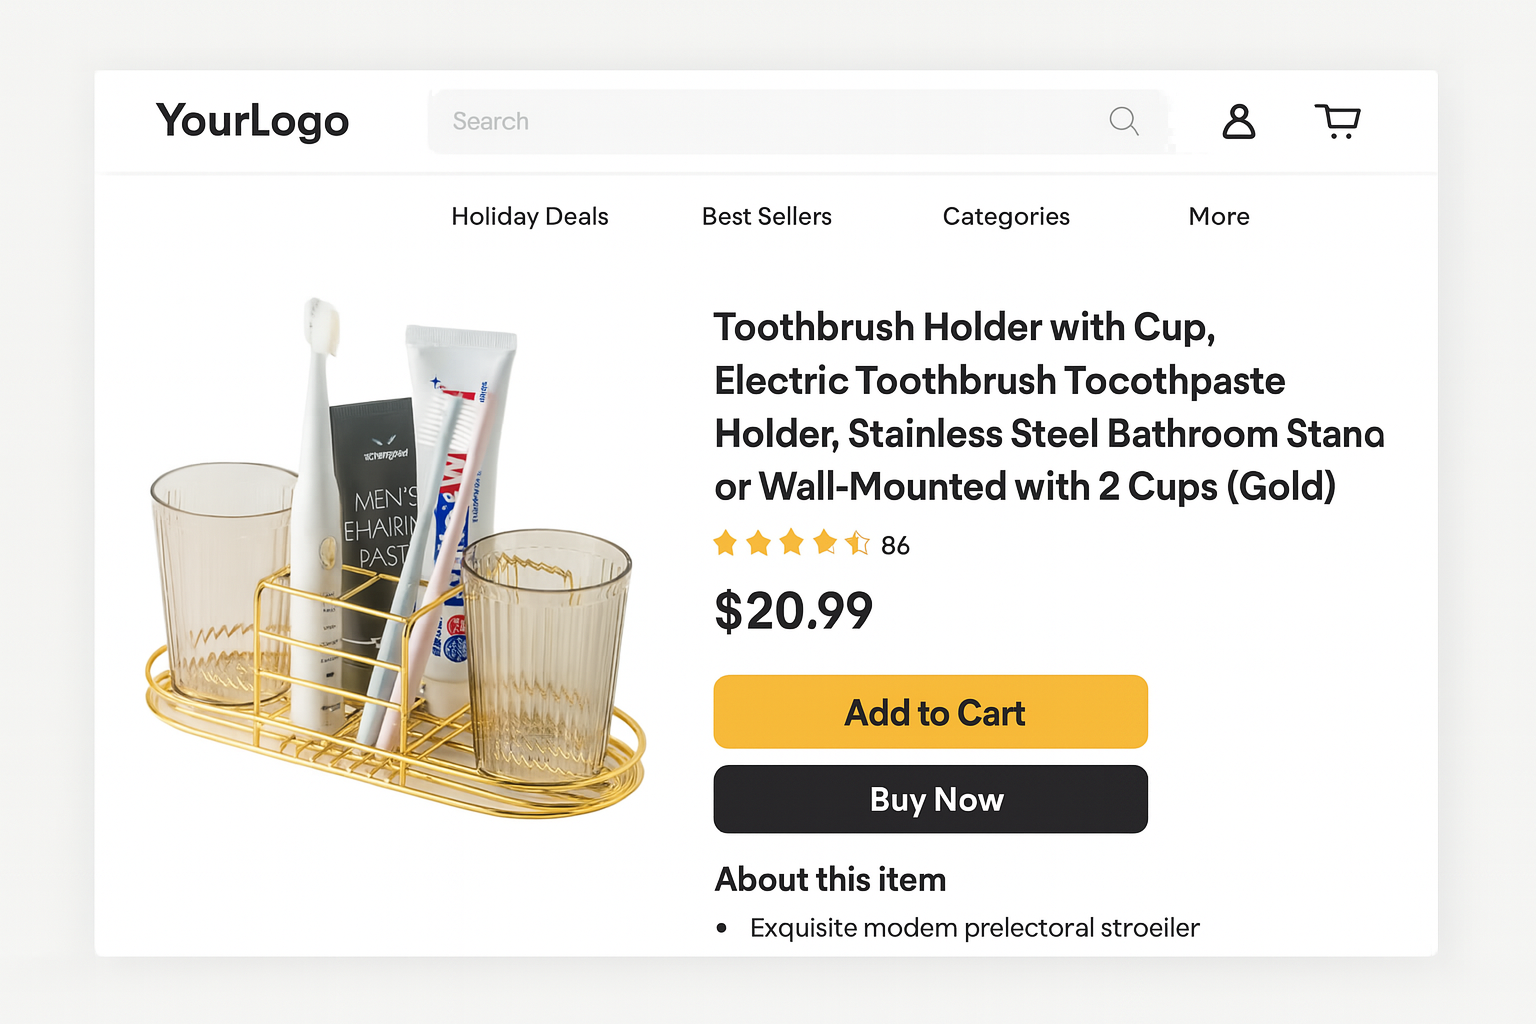 YourLogo
Search
Holiday Deals
Best Sellers
Categories
More
Toothbrush Holder with Cup,
Electric Toothbrush Tocothpaste
Holder, Stainless Steel Bathroom Stand
or Wall-Mounted with 2 Cups (Gold)
86
$20.99
Add to Cart
Buy Now
About this item
• Exquisite modem prelectoral stroeiler
MEN'S
EHAIRIN
PAST